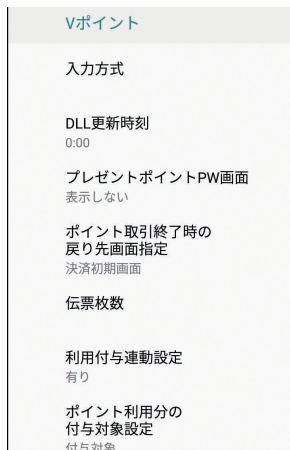 Vポイント
入力方式
DLL更新時刻
0:00
プレゼントポイントPW画面
表示しない
ポイント取引終了時の
戻り先画面指定
決済初期画面
伝票枚数
利用付与連動設定
有り
ポイント利用分の
付与対象設定
付与対象